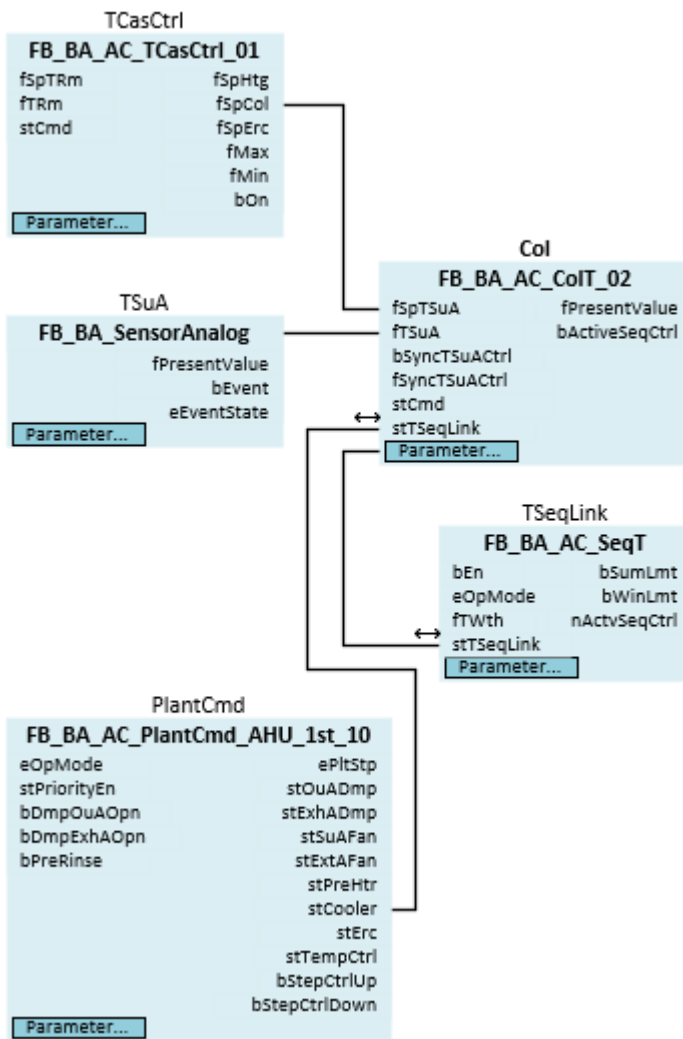 TCasCtrl
FB_BA_AC_TCasCtrl_01
fSpTRm fSpHtg
fTRm fSpCol
stCmd fSpErc
fMax
fMin
bOn
Parameter...
Col
FB_BA_AC_ColT_02
fSpTSuA fPresentValue
fTSuA bActiveSeqCtrl
bSyncTSuACtrl
fSyncTSuACtrl
stCmd
stTSeqLink
Parameter...
TSuA
FB_BA_SensorAnalog
fPresentValue
bEvent
eEventState
Parameter...
TSeqLink
FB_BA_AC_SeqT
bEn bSumLmt
eOpMode bWinLmt
fTWth nActvSeqCtrl
stTSeqLink
Parameter...
PlantCmd
FB_BA_AC_PlantCmd_AHU_1st_10
eOpMode ePltStp
stPriorityEn stOuADmp
bDmpOuAOpn stExhADmp
bDmpExhAOpn stSuAFan
bPreRinse stExtAFan
stPreHtr
stCooler
stErc
stTempCtrl
bStepCtrlUp
bStepCtrlDown
Parameter...